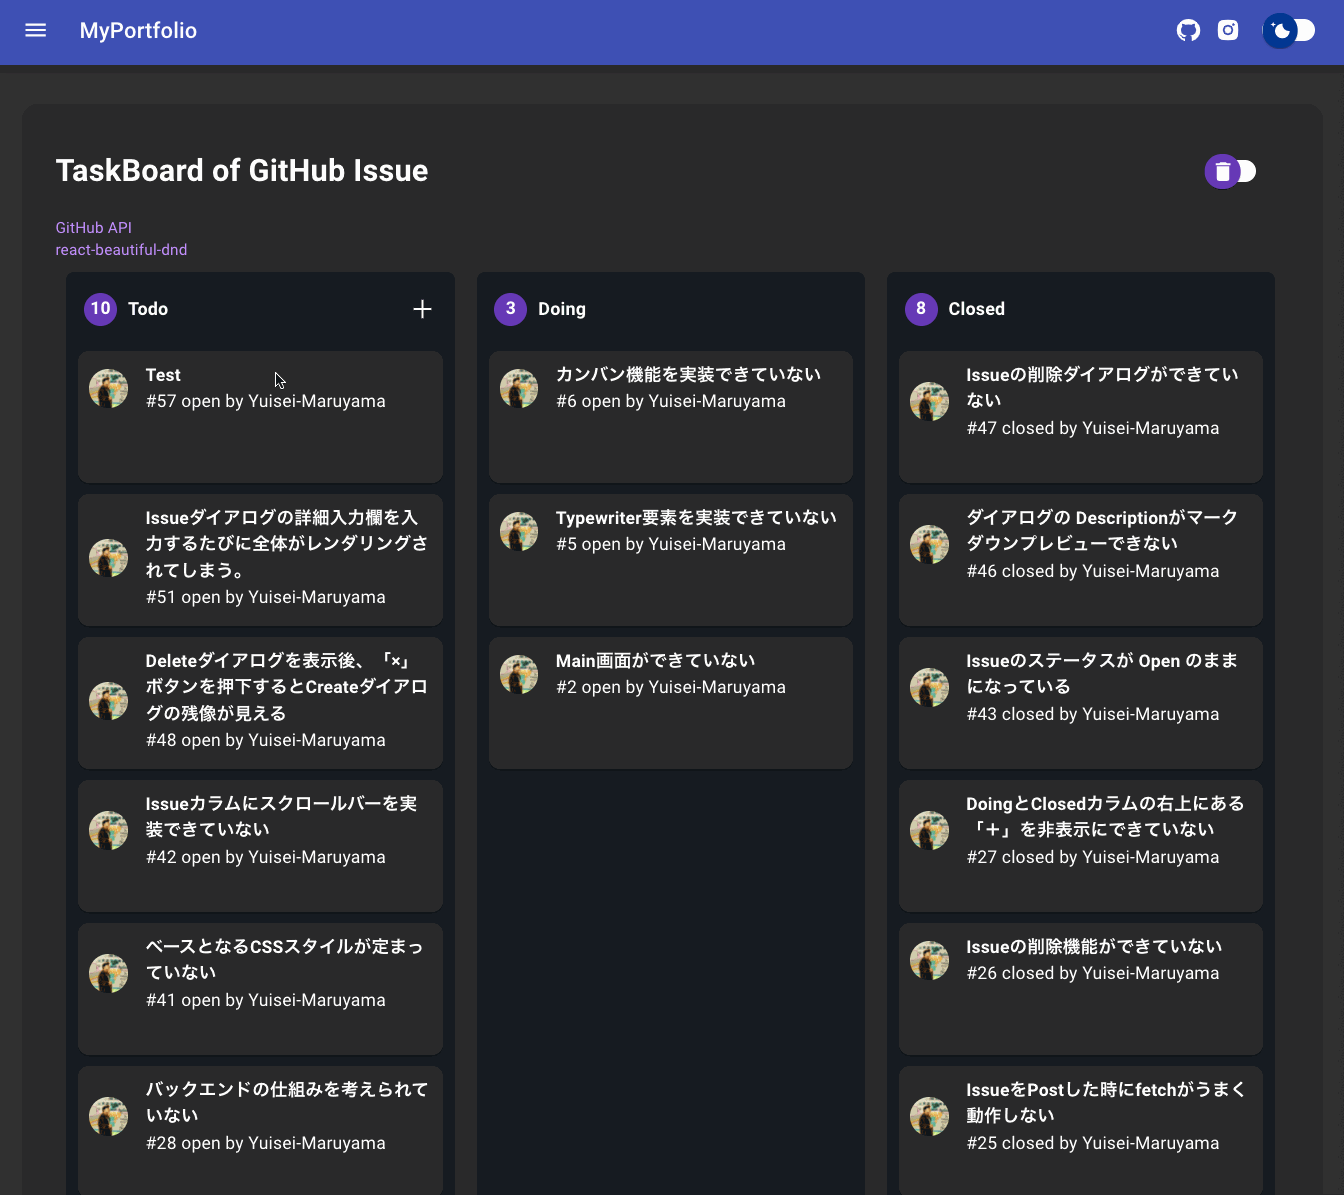 MyPortfolio
TaskBoard of GitHub Issue
GitHub API
react-beautiful-dnd
10 Todo
Test
#57 open by Yuisei-Maruyama
Issueダイアログの詳細入力欄を入
力するたびに全体がレンダリングさ
れてしまう。
#51 open by Yuisei-Maruyama
Deleteダイアログを表示後、「×」
ボタンを押下するとCreateダイアロ
グの残像が見える
#48 open by Yuisei-Maruyama
Issueカラムにスクロールバーを実
装できていない
#42 open by Yuisei-Maruyama
ベースとなるCSSスタイルが定まっ
ていない
#41 open by Yuisei-Maruyama
バックエンドの仕組みを考えられて
いない
#28 open by Yuisei-Maruyama
3 Doing
カンバン機能を実装できていない
#6 open by Yuisei-Maruyama
Typewriter要素を実装できていない
#5 open by Yuisei-Maruyama
Main画面ができていない
#2 open by Yuisei-Maruyama
8 Closed
Issueの削除ダイアログができてい
ない
#47 closed by Yuisei-Maruyama
ダイアログの Descriptionがマーク
ダウンプレビューできない
#46 closed by Yuisei-Maruyama
Issueのステータスが Open のまま
になっている
#43 closed by Yuisei-Maruyama
DoingとClosedカラムの右上にある
「＋」を非表示にできていない
#27 closed by Yuisei-Maruyama
Issueの削除機能ができていない
#26 closed by Yuisei-Maruyama
IssueをPostした時にfetchがうまく
動作しない
#25 closed by Yuisei-Maruyama